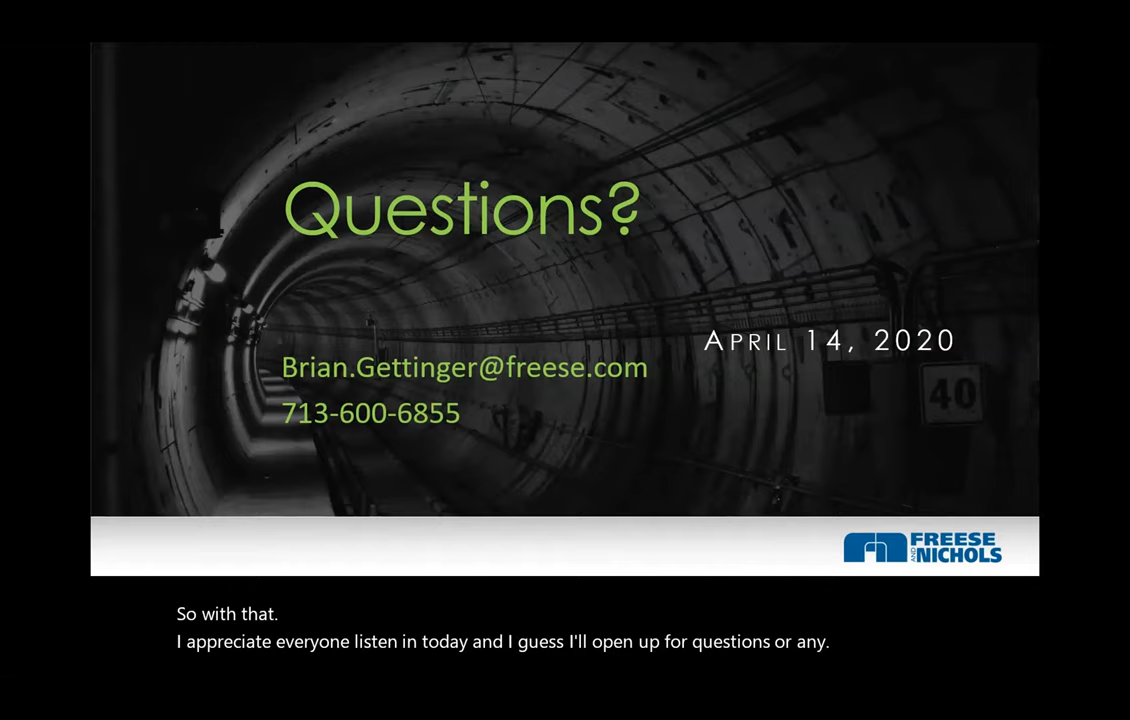 Questions?
APRIL 14, 2020
Brian.Gettinger@freese.com
713-600-6855
40
FREESE
AND
NICHOLS
So with that.
I appreciate everyone listen in today and I guess I'll open up for questions or any.